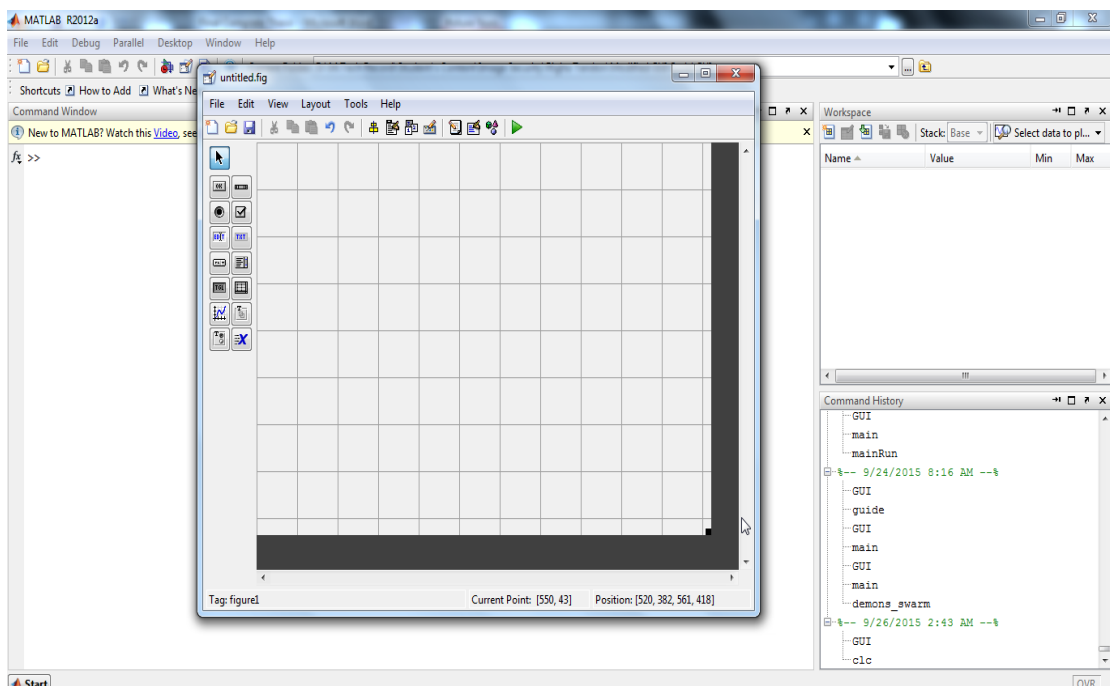 MATLAB R2012a
File Edit Debug Parallel Desktop Window Help
Shortcuts How to Add What's Ne
Command Window
New to MATLAB? Watch this Video, see
fx >>
untitled.fig
File Edit View Layout Tools Help
OK
EDIT TXT
TGL
Tag: figure1 Current Point: [550, 43] Position: [520, 382, 561, 418]
Workspace
Stack: Base Select data to pl...
Name Value Min Max
Command History
GUI
main
mainRun
%-- 9/24/2015 8:16 AM --%
GUI
guide
GUI
main
GUI
main
demons_swarm
%-- 9/26/2015 2:43 AM --%
GUI
clc
Start
OVR